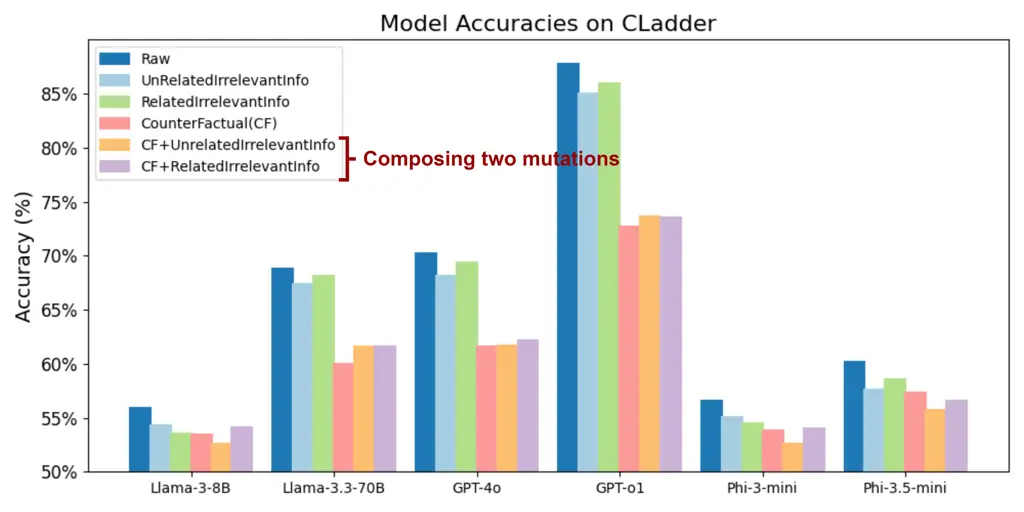 Model Accuracies on CLadder
Raw
UnRelatedIrrelevantInfo
RelatedIrrelevantInfo
CounterFactual(CF)
CF+UnrelatedIrrelevantInfo
CF+RelatedIrrelevantInfo
Composing two mutations
Accuracy (%)
85%
80%
75%
70%
65%
60%
55%
50%
Llama-3-8B Llama-3.3-70B GPT-4o GPT-o1 Phi-3-mini Phi-3.5-mini